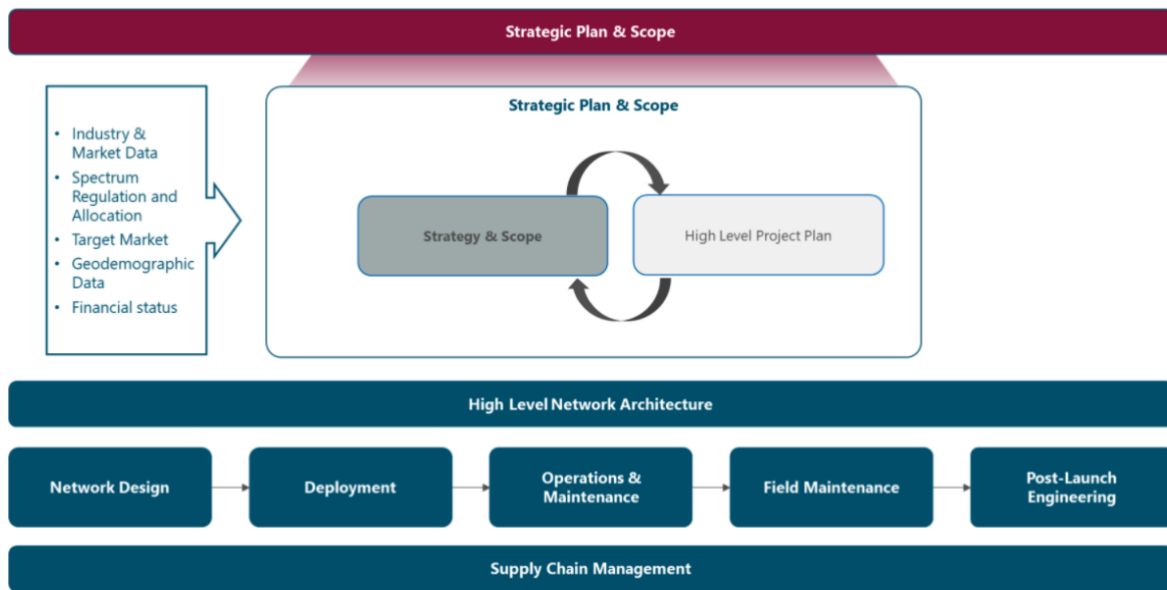 Strategic Plan & Scope
Strategic Plan & Scope
• Industry &
Market Data
• Spectrum
Regulation and
Allocation
• Target Market
• Geodemographic
Data
• Financial status
Strategy & Scope
High Level Project Plan
High Level Network Architecture
Network Design
Deployment
Operations &
Maintenance
Field Maintenance
Post-Launch
Engineering
Supply Chain Management